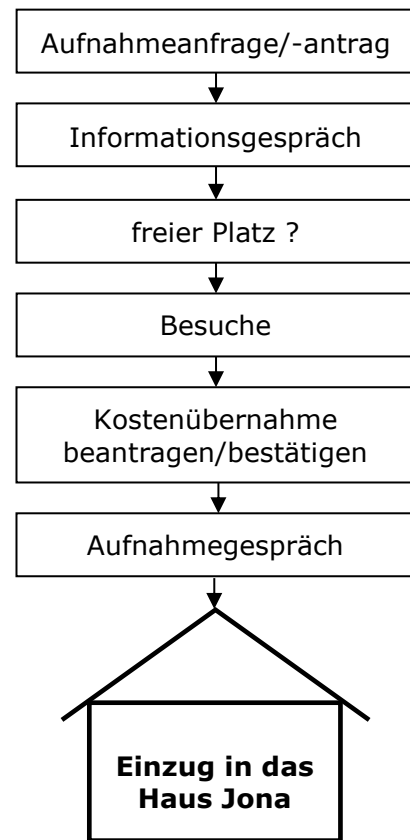 Aufnahmeanfrage/-antrag
Informationsgespräch
freier Platz ?
Besuche
Kostenübernahme
beantragen/bestätigen
Aufnahmegespräch
Einzug in das
Haus Jona